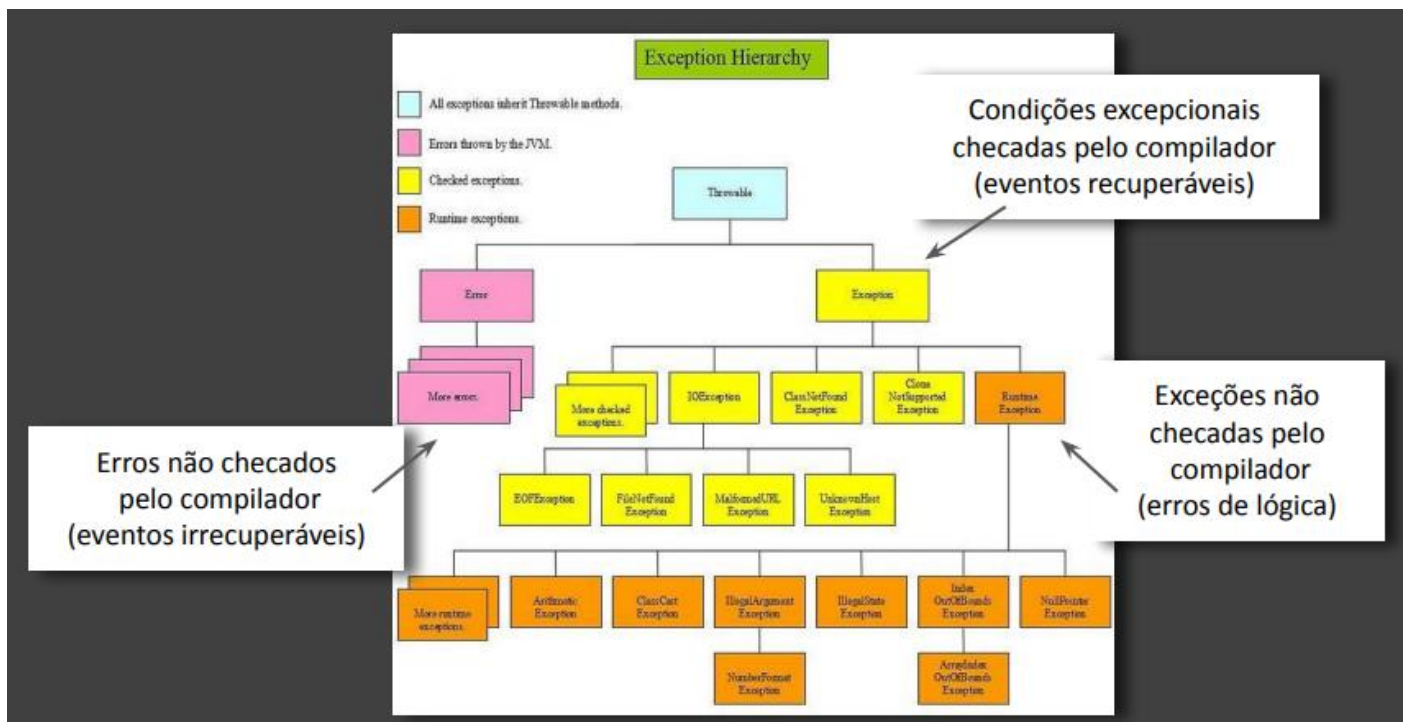 Exception Hierarchy
All exceptions inherit Throwable methods.
Errors thrown by the JVM.
Checked exceptions.
Runtime exceptions.
Condições excepcionais
checadas pelo compilador
(eventos recuperáveis)
Throwable
Error
Exception
More errors.
More checked
exceptions.
IOException
ClassNotFound
Exception
Clone
NotSupported
Exception
Runtime
Exception
Exceções não
checadas pelo
compilador
(erros de lógica)
Erros não checados
pelo compilador
(eventos irrecuperáveis)
EOFException
FileNotFound
Exception
MalformedURL
Exception
UnknownHost
Exception
More runtime
exceptions.
Arithmetic
Exception
ClassCast
Exception
IllegalArgument
Exception
IllegalState
Exception
Index
OutOfBounds
Exception
NullPointer
Exception
NumberFormat
Exception
ArrayIndex
OutOfBounds
Exception